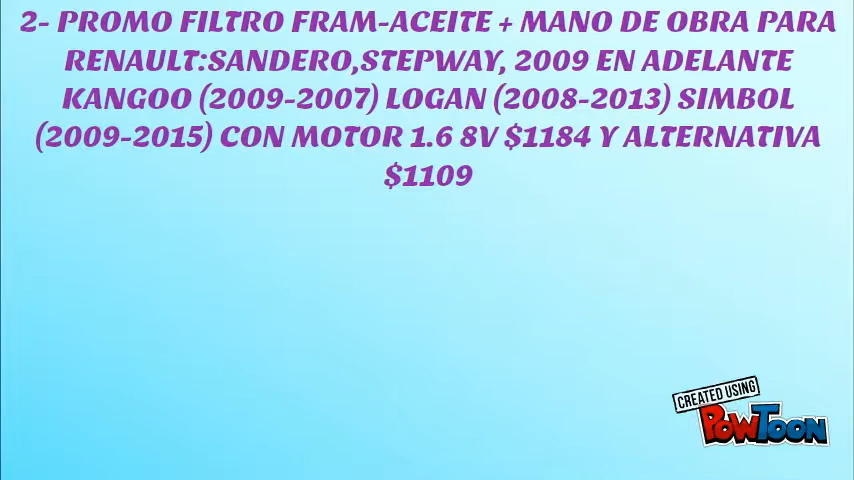 2- PROMO FILTRO FRAM-ACEITE + MANO DE OBRA PARA
RENAULT:SANDERO,STEPWAY, 2009 EN ADELANTE
KANGOO (2009-2007) LOGAN (2008-2013) SIMBOL
(2009-2015) CON MOTOR 1.6 8V $1184 Y ALTERNATIVA
$1109
CREATED USING
POWTOON